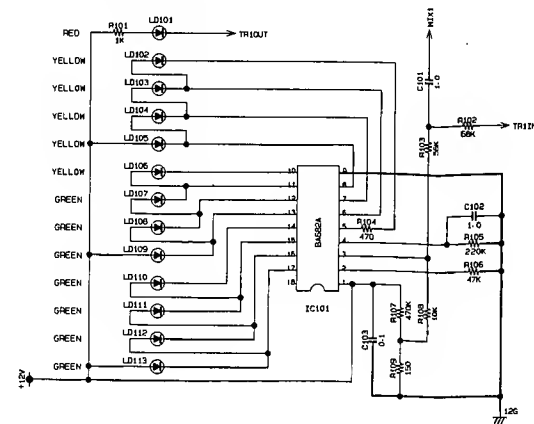 RED
R101
1K
LD101
TR1OUT
MIX1
YELLOW
LD102
YELLOW
LD103
C101
1.0
YELLOW
LD104
R102
68K
TR1IN
R103
56K
YELLOW
LD105
YELLOW
LD106
10
9
LD107
11
8
GREEN
12
7
13
6
C102
1.0
GREEN
LD108
14
5
R104
470
BA682A
15
4
R105
220K
GREEN
LD109
16
3
17
2
R106
47K
GREEN
LD110
18
1
IC101
GREEN
LD111
R107
470K
R108
10K
C103
0.1
GREEN
LD112
R109
150
GREEN
LD113
+12V
12G